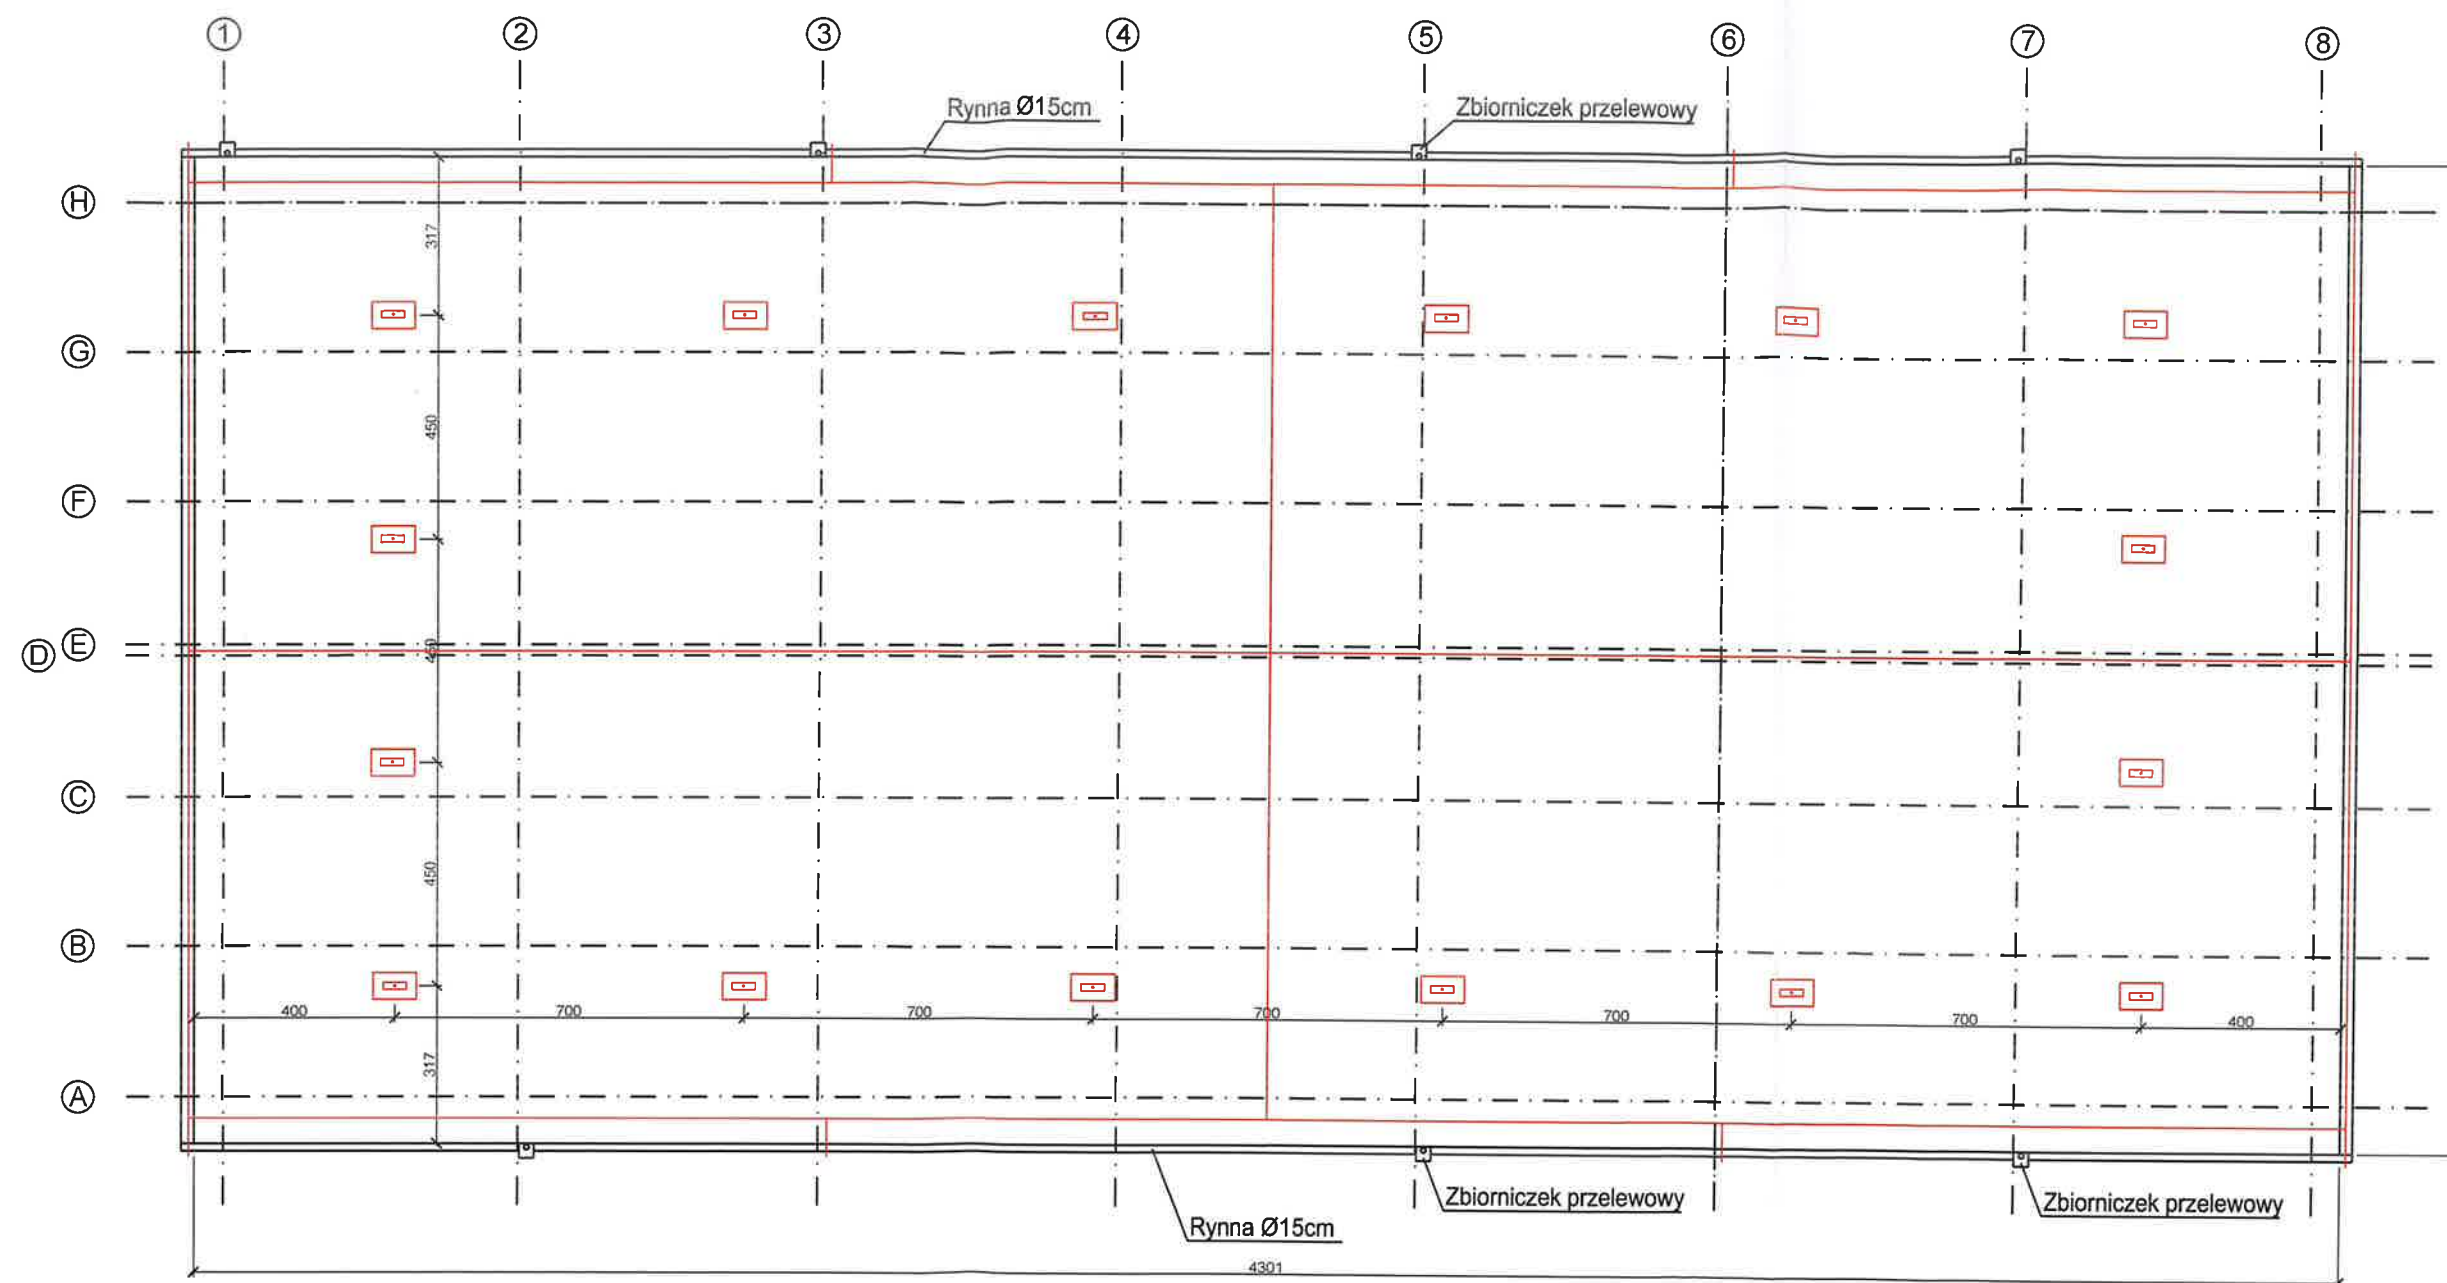 1 2 3 4 5 6 7 8
Rynna Ø15cm
Zbiorniczek przelewowy
H
317
G
450
F
E
D
450
C
450
B
400 700 700 700 700 700 400
317
A
Zbiorniczek przelewowy
Zbiorniczek przelewowy
Rynna Ø15cm
4301